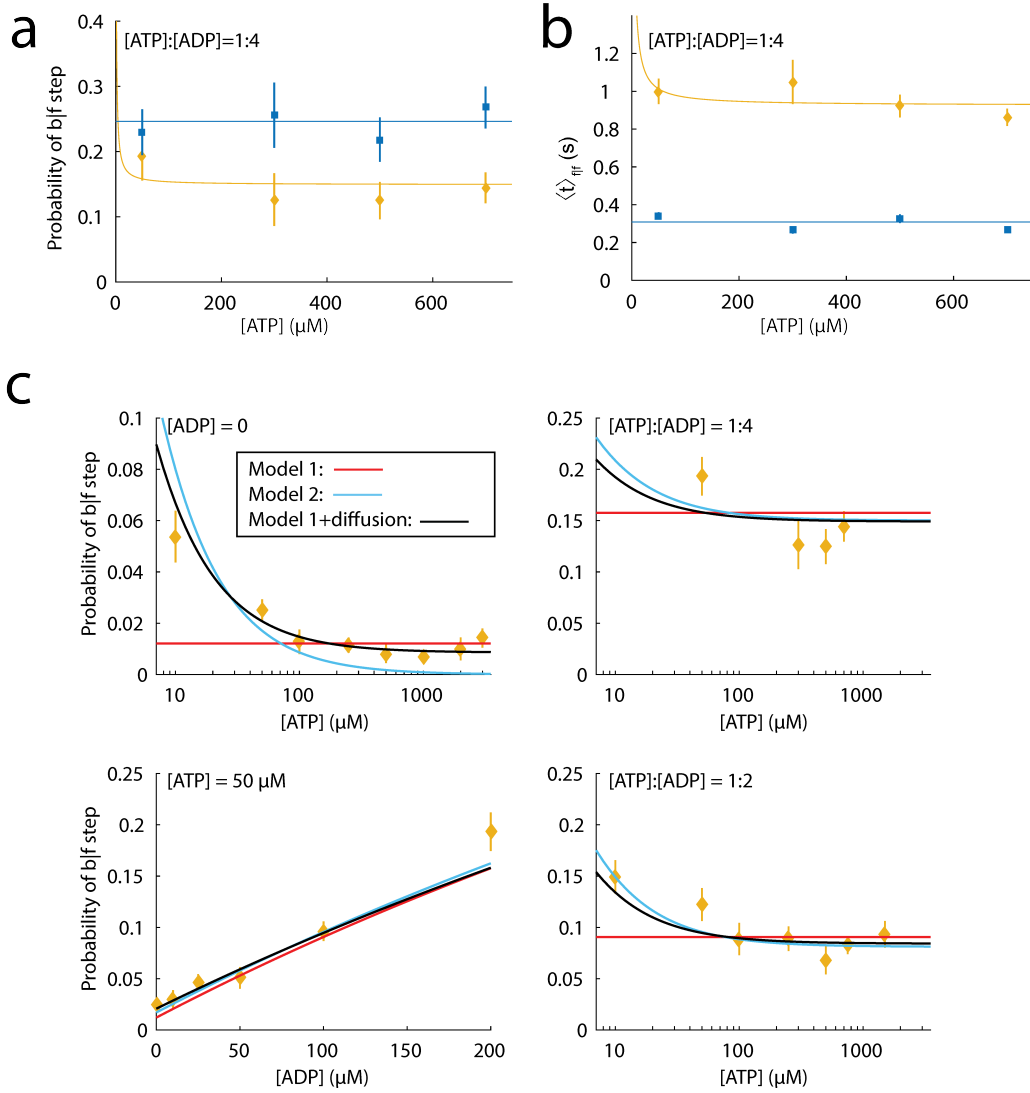 a
[ATP]:[ADP]=1:4
Probability of b|f step
0.4
0.3
0.2
0.1
0
0 200 400 600
[ATP] (μM)
b
[ATP]:[ADP]=1:4
⟨t⟩f|f (s)
1.2
1
0.8
0.6
0.4
0.2
0
0 200 400 600
[ATP] (μM)
c
[ADP] = 0
Model 1:
Model 2:
Model 1+diffusion:
Probability of b|f step
0.1
0.08
0.06
0.04
0.02
0
10 100 1000
[ATP] (μM)
[ATP]:[ADP] = 1:4
0.25
0.2
0.15
0.1
0.05
0
10 100 1000
[ATP] (μM)
[ATP] = 50 μM
Probability of b|f step
0.25
0.2
0.15
0.1
0.05
0
0 50 100 150 200
[ADP] (μM)
[ATP]:[ADP] = 1:2
0.25
0.2
0.15
0.1
0.05
0
10 100 1000
[ATP] (μM)